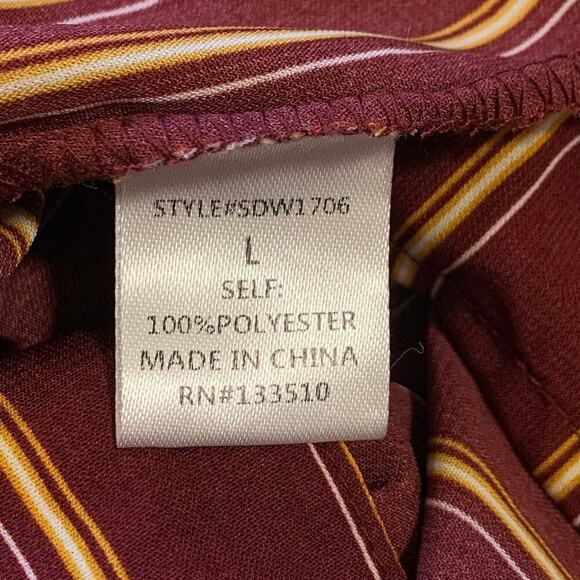 STYLE#SDW1706
L
SELF:
100%POLYESTER
MADE IN CHINA
RN#133510